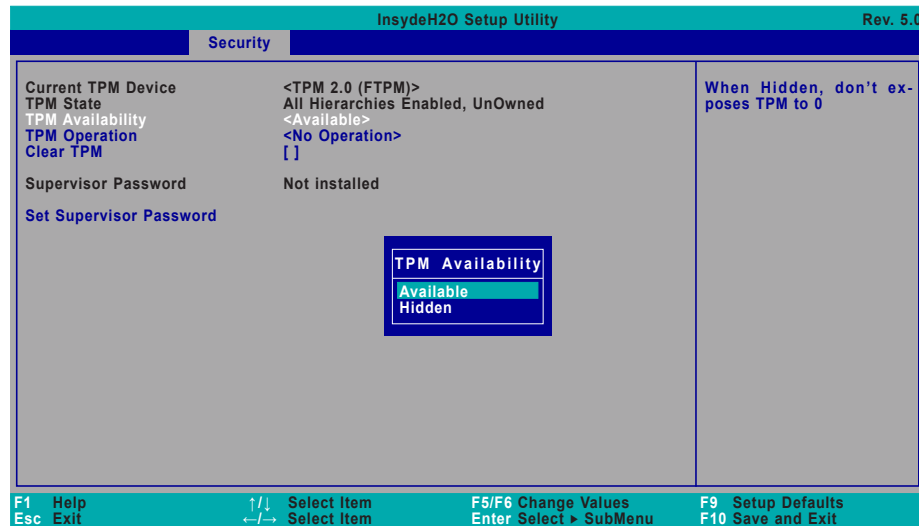 InsydeH2O Setup Utility Rev. 5.0
Security
Current TPM Device <TPM 2.0 (FTPM)>
TPM State All Hierarchies Enabled, UnOwned
TPM Availability <Available>
TPM Operation <No Operation>
Clear TPM [ ]
Supervisor Password Not installed
Set Supervisor Password
When Hidden, don't ex-
poses TPM to 0
TPM Availability
Available
Hidden
F1 Help ↑/↓ Select Item F5/F6 Change Values F9 Setup Defaults
Esc Exit ←/→ Select Item Enter Select ▸ SubMenu F10 Save and Exit